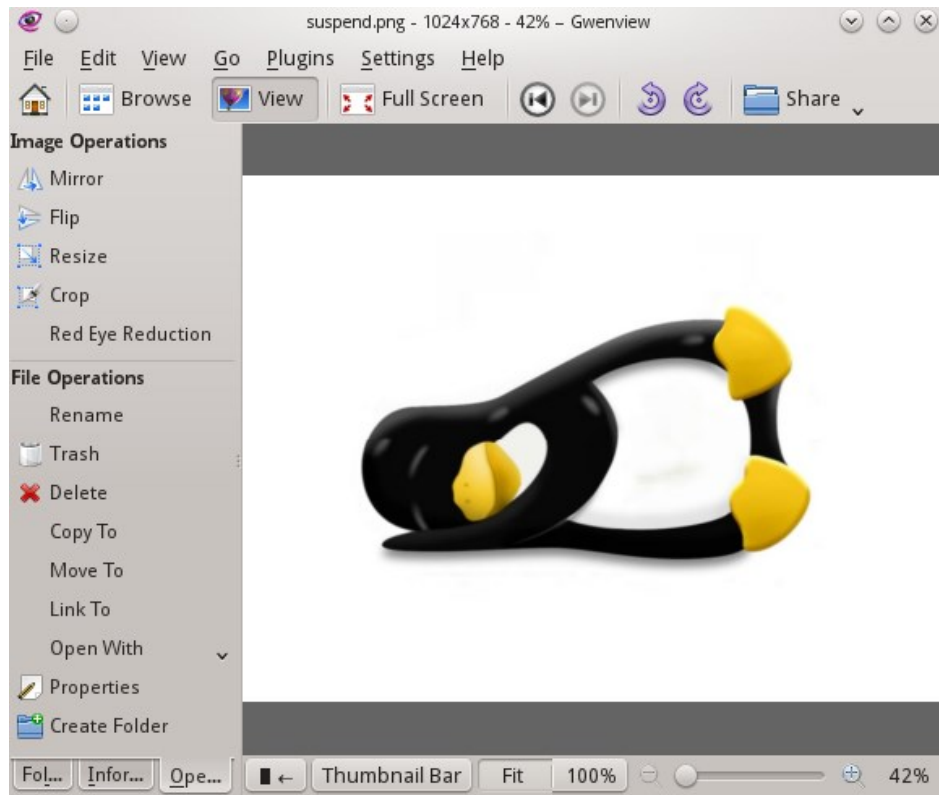 suspend.png - 1024x768 - 42% – Gwenview
File Edit View Go Plugins Settings Help
Browse View Full Screen Share
Image Operations
Mirror
Flip
Resize
Crop
Red Eye Reduction
File Operations
Rename
Trash
Delete
Copy To
Move To
Link To
Open With
Properties
Create Folder
Fol... Infor... Ope... Thumbnail Bar Fit 100% 42%